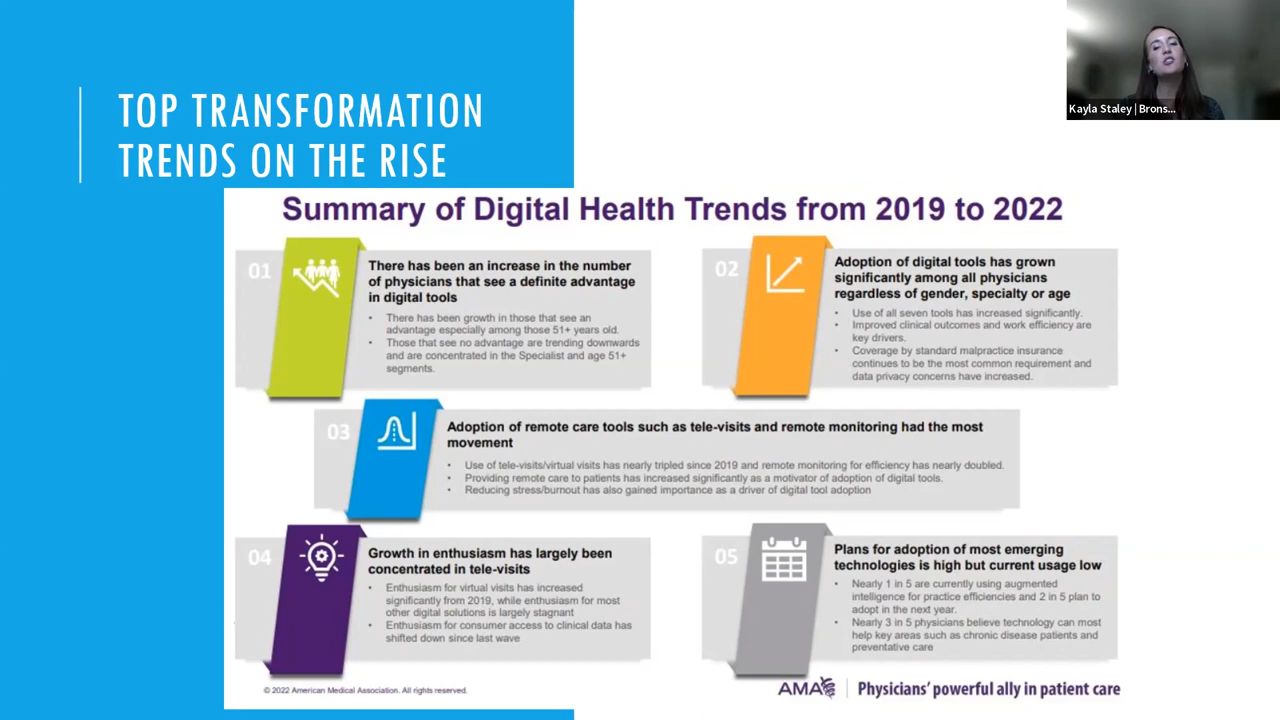 TOP TRANSFORMATION
TRENDS ON THE RISE
Kayla Staley | Brons...
Summary of Digital Health Trends from 2019 to 2022
01
There has been an increase in the number
of physicians that see a definite advantage
in digital tools
• There has been growth in those that see an
advantage especially among those 51+ years old.
• Those that see no advantage are trending downwards
and are concentrated in the Specialist and age 51+
segments.
02
Adoption of digital tools has grown
significantly among all physicians
regardless of gender, specialty or age
• Use of all seven tools has increased significantly.
• Improved clinical outcomes and work efficiency are
key drivers.
• Coverage by standard malpractice insurance
continues to be the most common requirement and
data privacy concerns have increased.
03
Adoption of remote care tools such as tele-visits and remote monitoring had the most
movement
• Use of tele-visits/virtual visits has nearly tripled since 2019 and remote monitoring for efficiency has nearly doubled.
• Providing remote care to patients has increased significantly as a motivator of adoption of digital tools.
• Reducing stress/burnout has also gained importance as a driver of digital tool adoption
04
Growth in enthusiasm has largely been
concentrated in tele-visits
• Enthusiasm for virtual visits has increased
significantly from 2019, while enthusiasm for most
other digital solutions is largely stagnant
• Enthusiasm for consumer access to clinical data has
shifted down since last wave
05
Plans for adoption of most emerging
technologies is high but current usage low
• Nearly 1 in 5 are currently using augmented
intelligence for practice efficiencies and 2 in 5 plan to
adopt in the next year.
• Nearly 3 in 5 physicians believe technology can most
help key areas such as chronic disease patients and
preventative care
© 2022 American Medical Association. All rights reserved.
AMA | Physicians' powerful ally in patient care